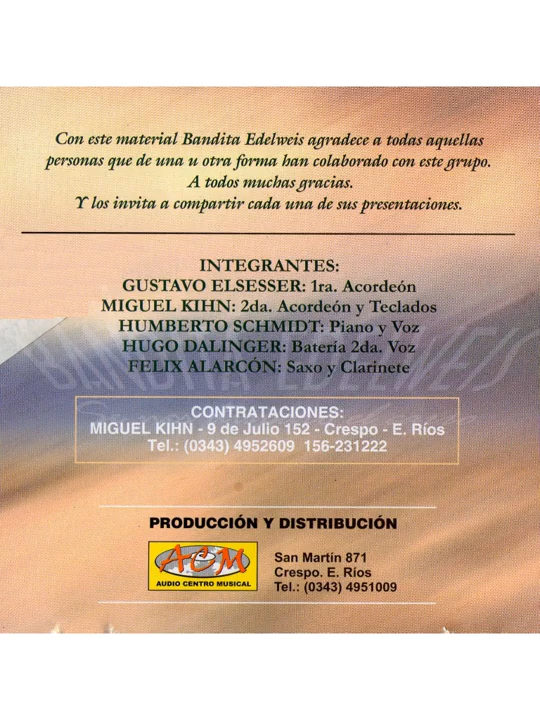 Con este material Bandita Edelweis agradece a todas aquellas
personas que de una u otra forma han colaborado con este grupo.
A todos muchas gracias.
Y los invita a compartir cada una de sus presentaciones.
INTEGRANTES:
GUSTAVO ELSESSER: 1ra. Acordeón
MIGUEL KIHN: 2da. Acordeón y Teclados
HUMBERTO SCHMIDT: Piano y Voz
HUGO DALINGER: Batería 2da. Voz
FELIX ALARCÓN: Saxo y Clarinete
BANDITA EDELWEIS
CONTRATACIONES:
MIGUEL KIHN - 9 de Julio 152 - Crespo - E. Ríos
Tel.: (0343) 4952609 156-231222
PRODUCCIÓN Y DISTRIBUCIÓN
ACM
AUDIO CENTRO MUSICAL
San Martín 871
Crespo. E. Ríos
Tel.: (0343) 4951009